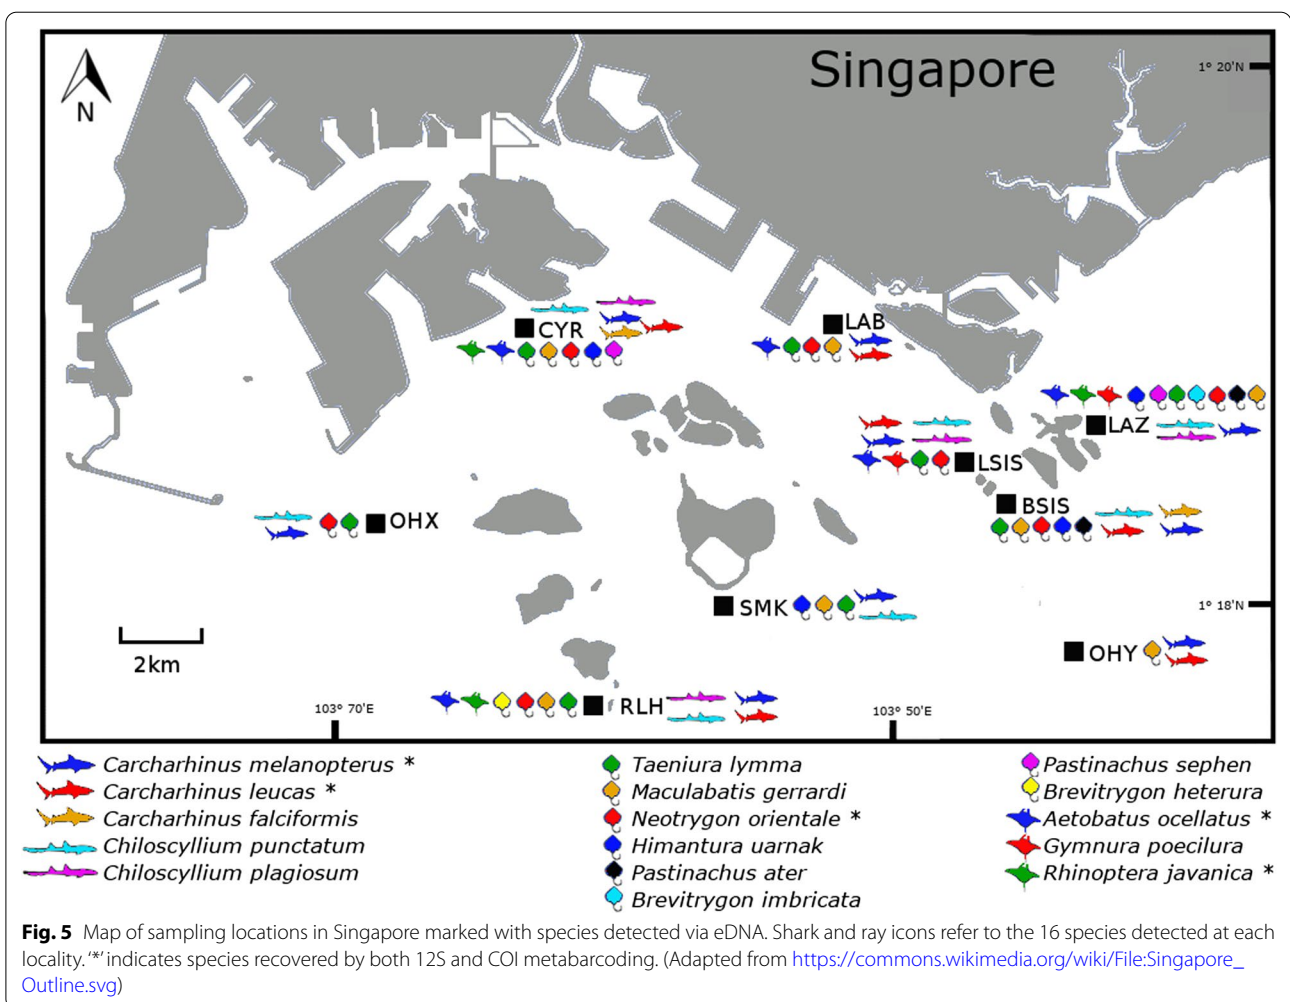 Singapore
1° 20'N
N
CYR
LAB
LAZ
LSIS
BSIS
OHX
SMK
1° 18'N
OHY
2km
RLH
103° 70'E
103° 50'E
Carcharhinus melanopterus *
Carcharhinus leucas *
Carcharhinus falciformis
Chiloscyllium punctatum
Chiloscyllium plagiosum
Taeniura lymma
Maculabatis gerrardi
Neotrygon orientale *
Himantura uarnak
Pastinachus ater
Brevitrygon imbricata
Pastinachus sephen
Brevitrygon heterura
Aetobatus ocellatus *
Gymnura poecilura
Rhinoptera javanica *
Fig. 5 Map of sampling locations in Singapore marked with species detected via eDNA. Shark and ray icons refer to the 16 species detected at each
locality. ‘*’ indicates species recovered by both 12S and COI metabarcoding. (Adapted from https://commons.wikimedia.org/wiki/File:Singapore_
Outline.svg)